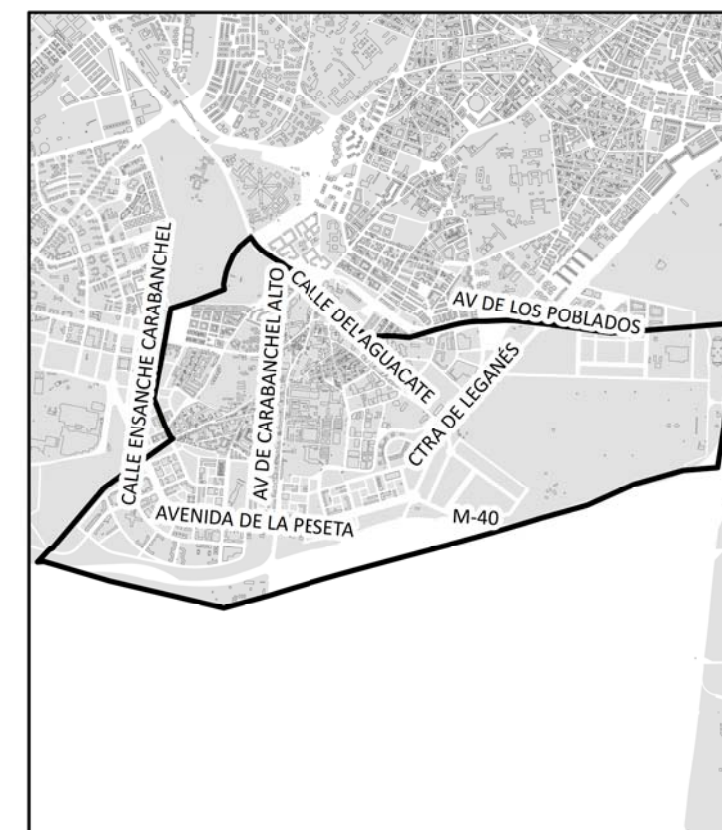 CALLE ENSANCHE CARABANCHEL
AV DE CARABANCHEL ALTO
CALLE DEL AGUACATE
AV DE LOS POBLADOS
CTRA DE LEGANÉS
AVENIDA DE LA PESETA
M-40